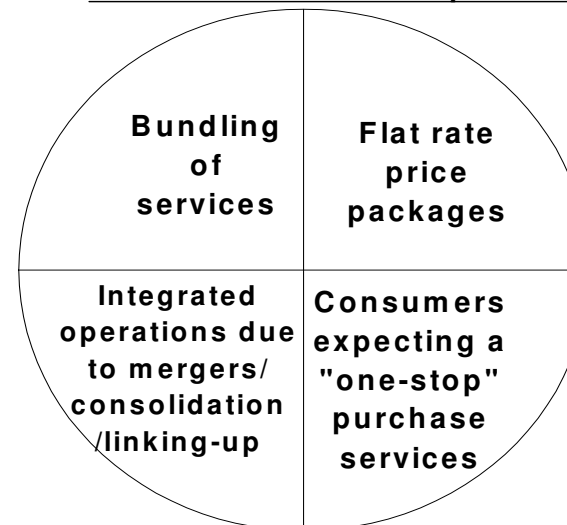 Bundling
of
services
Flat rate
price
packages
Integrated
operations due
to mergers/
consolidation
/linking-up
Consumers
expecting a
"one-stop"
purchase
services